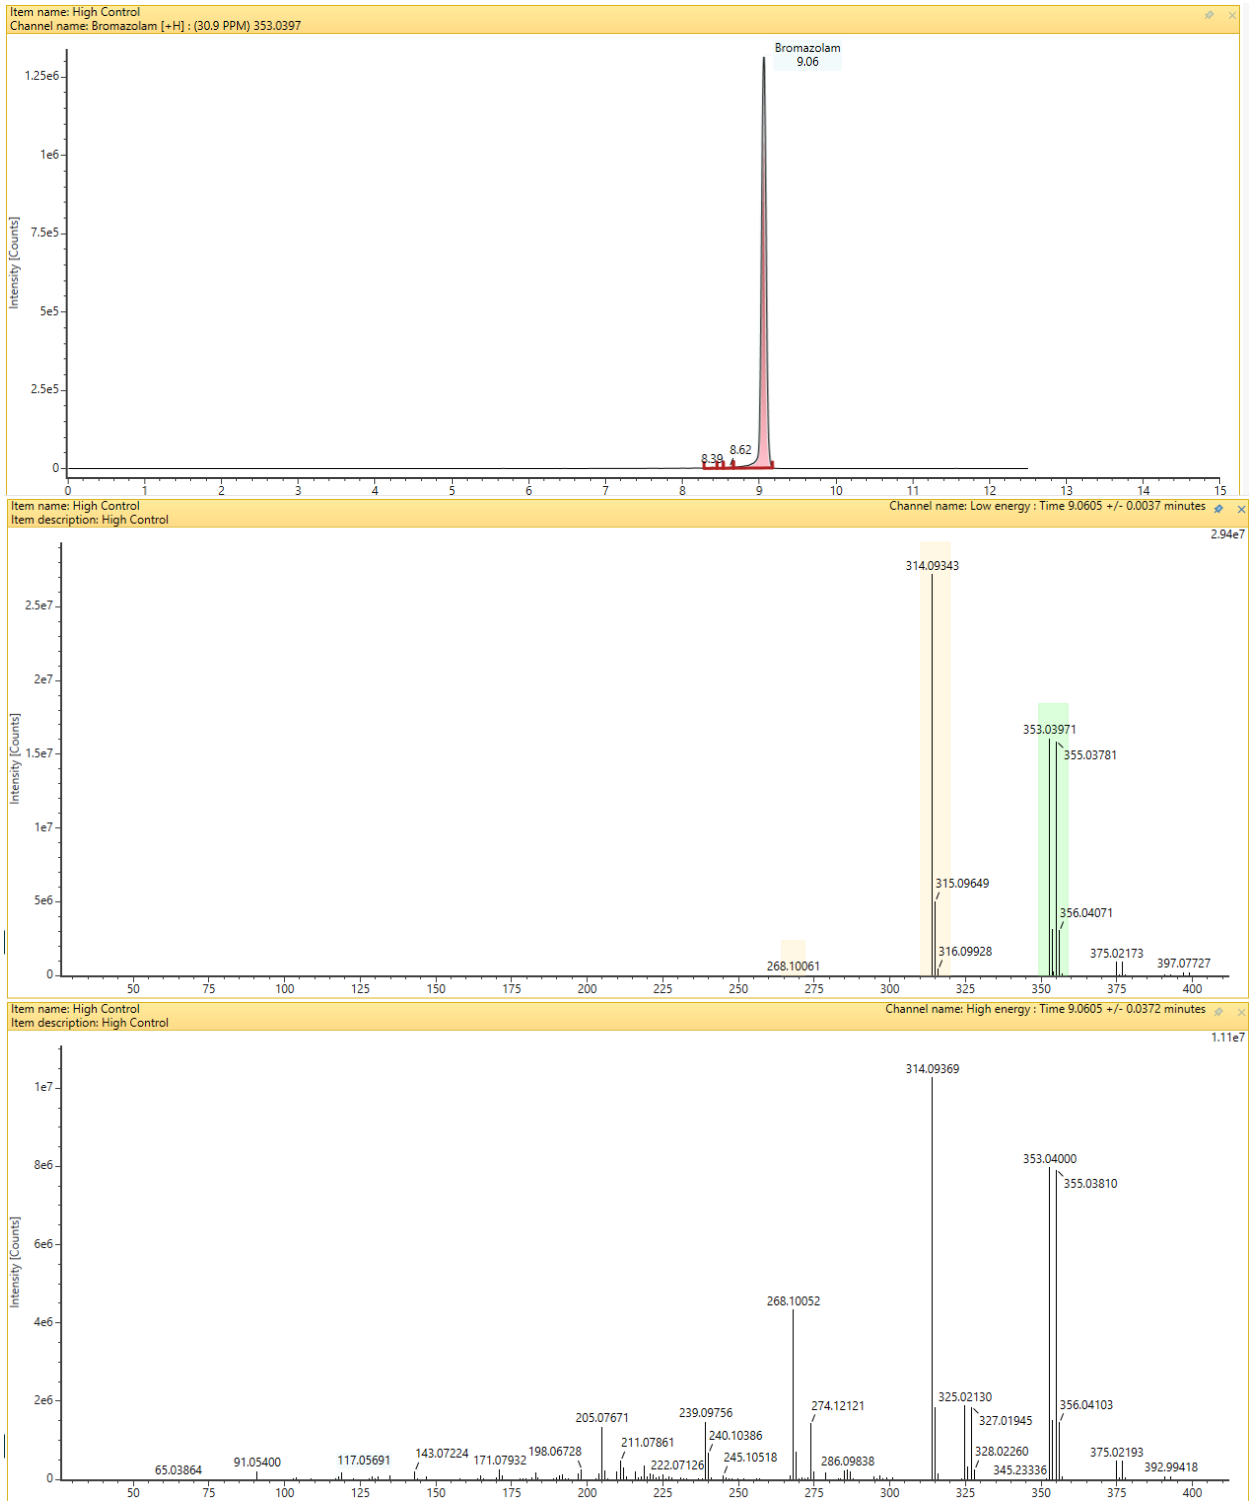 Item name: High Control
Channel name: Bromazolam [+H] : (30.9 PPM) 353.0397
Bromazolam
9.06
1.25e6
1e6
7.5e5
5e5
2.5e5
0
Intensity [Counts]
8.39
8.62
0 1 2 3 4 5 6 7 8 9 10 11 12 13 14 15
Item name: High Control
Channel name: Low energy : Time 9.0605 +/- 0.0037 minutes
Item description: High Control
2.94e7
314.09343
2.5e7
2e7
353.03971
1.5e7
355.03781
Intensity [Counts]
1e7
315.09649
5e6
356.04071
316.09928
375.02173
268.10061
397.07727
0
50 75 100 125 150 175 200 225 250 275 300 325 350 375 400
Item name: High Control
Channel name: High energy : Time 9.0605 +/- 0.0372 minutes
Item description: High Control
1.11e7
314.09369
1e7
353.04000
8e6
355.03810
6e6
Intensity [Counts]
268.10052
4e6
2e6
325.02130
274.12121
356.04103
239.09756
205.07671
327.01945
240.10386
211.07861
198.06728
143.07224
328.02260
375.02193
245.10518
171.07932
117.05691
91.05400
286.09838
222.07126
392.99418
345.23336
65.03864
0
50 75 100 125 150 175 200 225 250 275 300 325 350 375 400